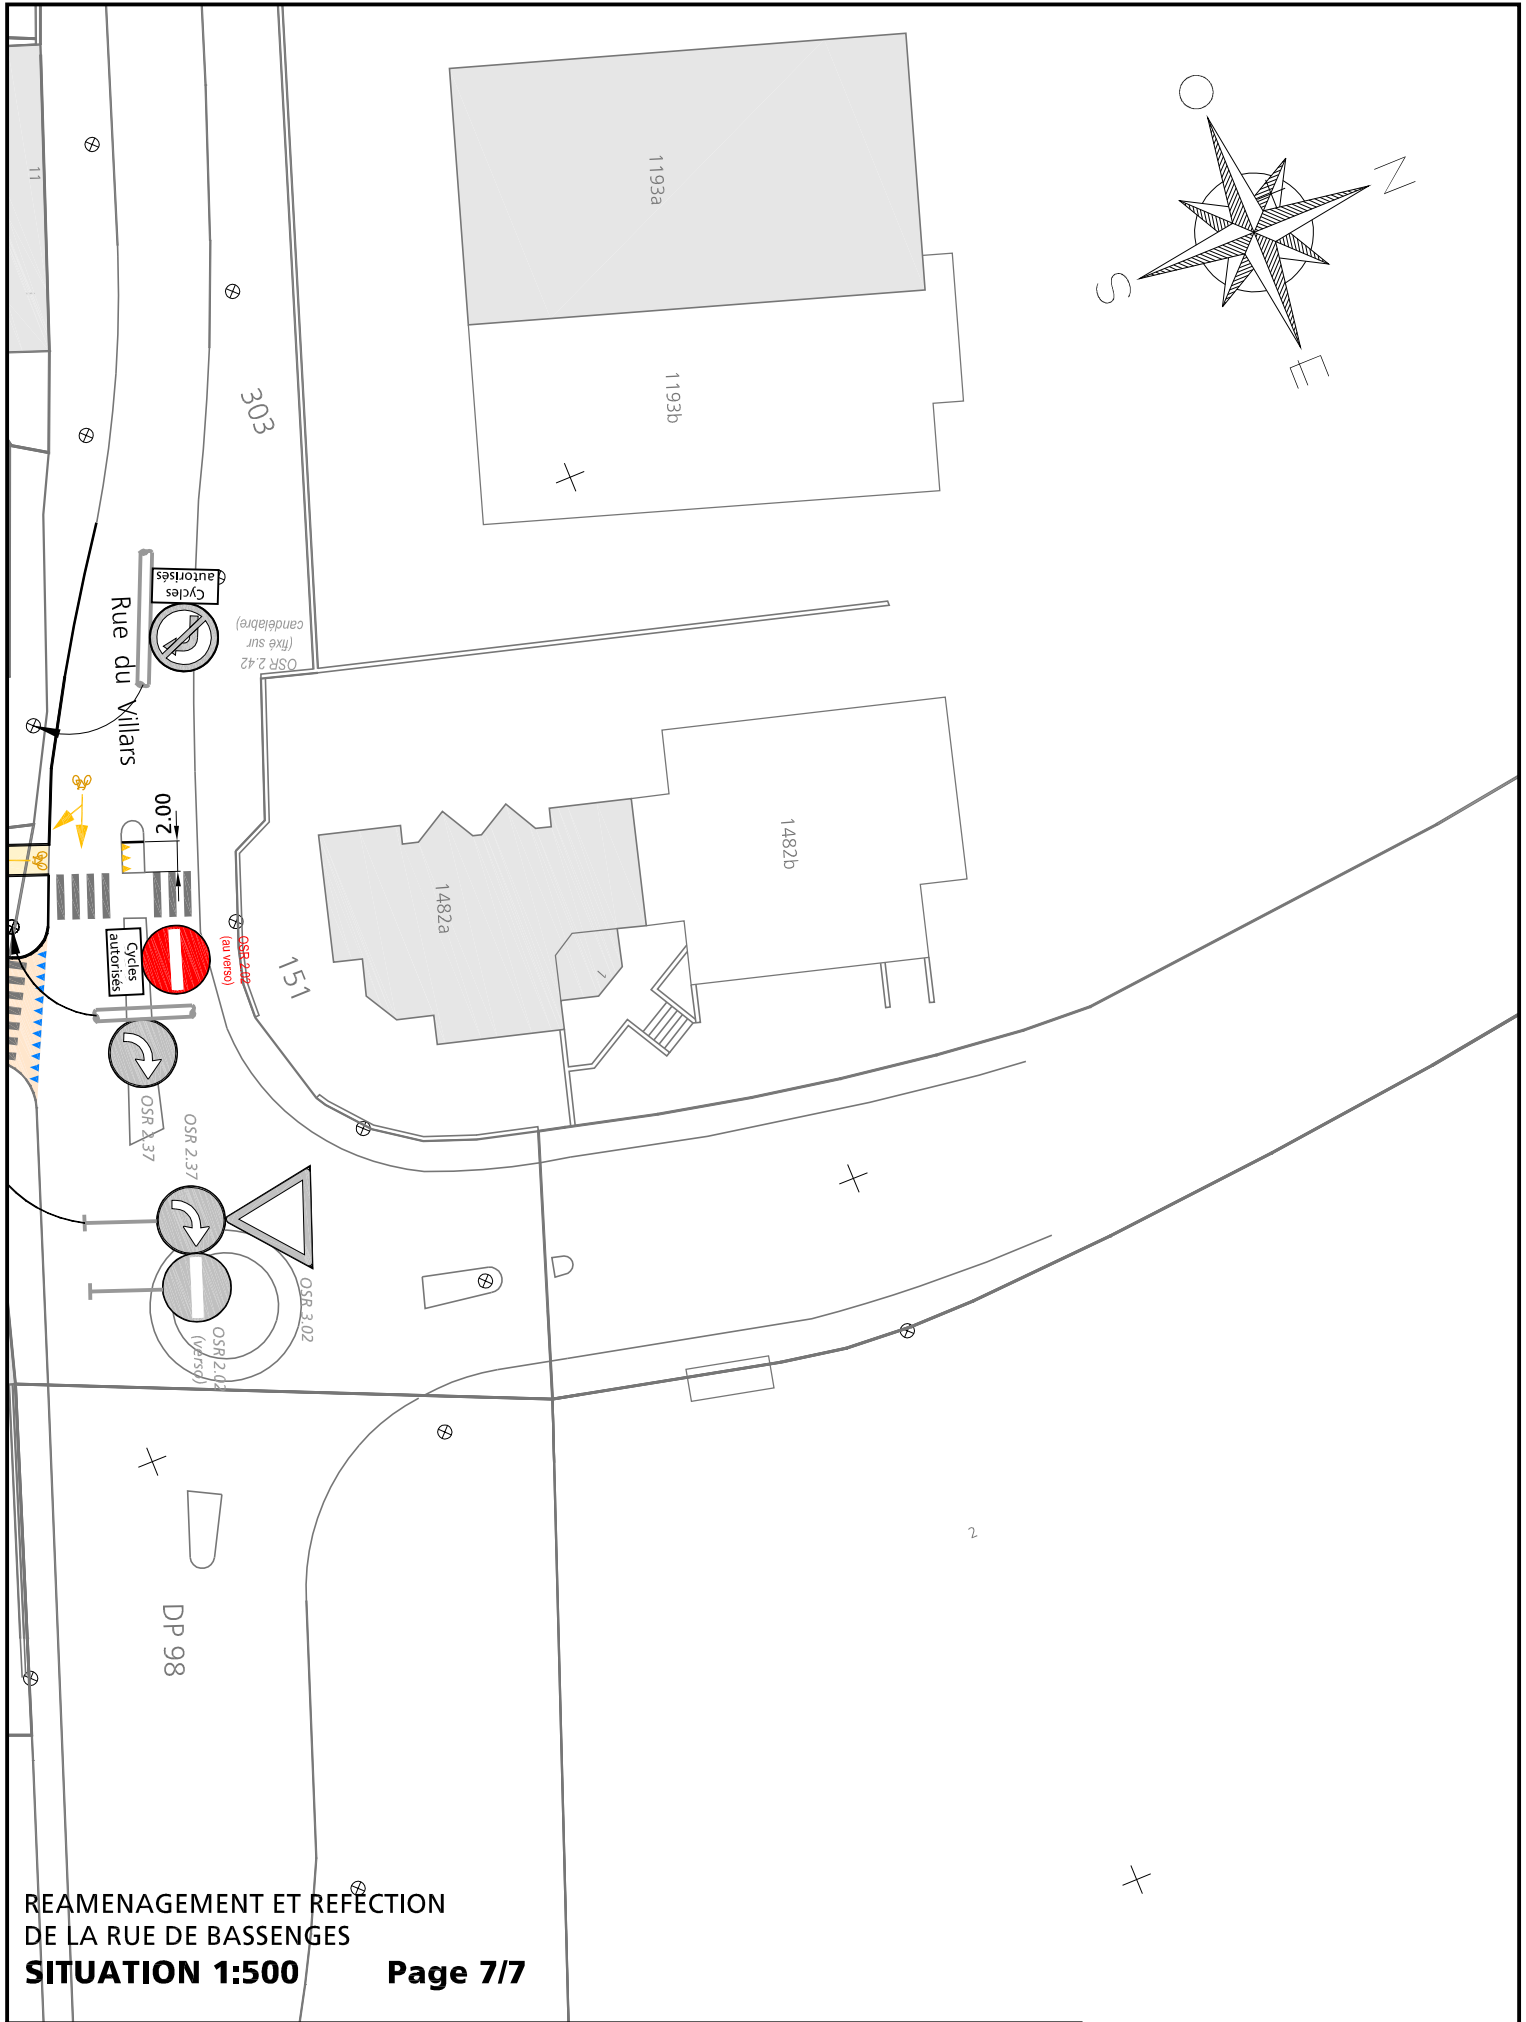 O
N
S
E
11
1193a
1193b
303
Cycles
autorisés
Rue du Villars
OSR 2.42
(fixé sur
candélabre)
2.00
1482a
1482b
1
OSR 2.02
(au verso)
Cycles
autorisés
151
OSR 2.37
OSR 2.37
OSR 3.02
OSR 2.02
(verso)
2
DP 98
REAMENAGEMENT ET REFECTION
DE LA RUE DE BASSENGES
SITUATION 1:500 Page 7/7